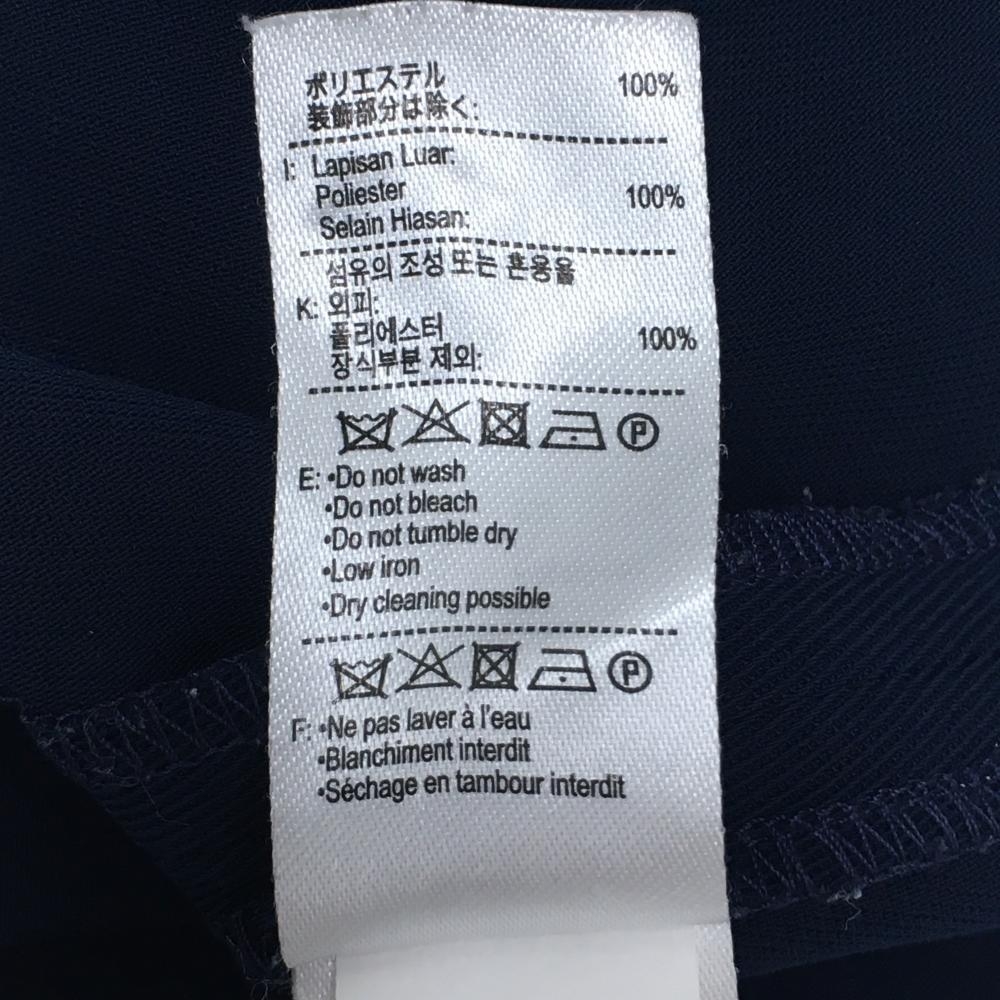 ポリエステル 100%
装飾部分は除く:
I: Lapisan Luar:
Poliester 100%
Selain Hiasan:
섬유의 조성 또는 혼용율
K: 외피:
폴리에스터 100%
장식부분 제외:
P
E: •Do not wash
•Do not bleach
•Do not tumble dry
•Low iron
•Dry cleaning possible
P
F: •Ne pas laver à l'eau
•Blanchiment interdit
•Séchage en tambour interdit